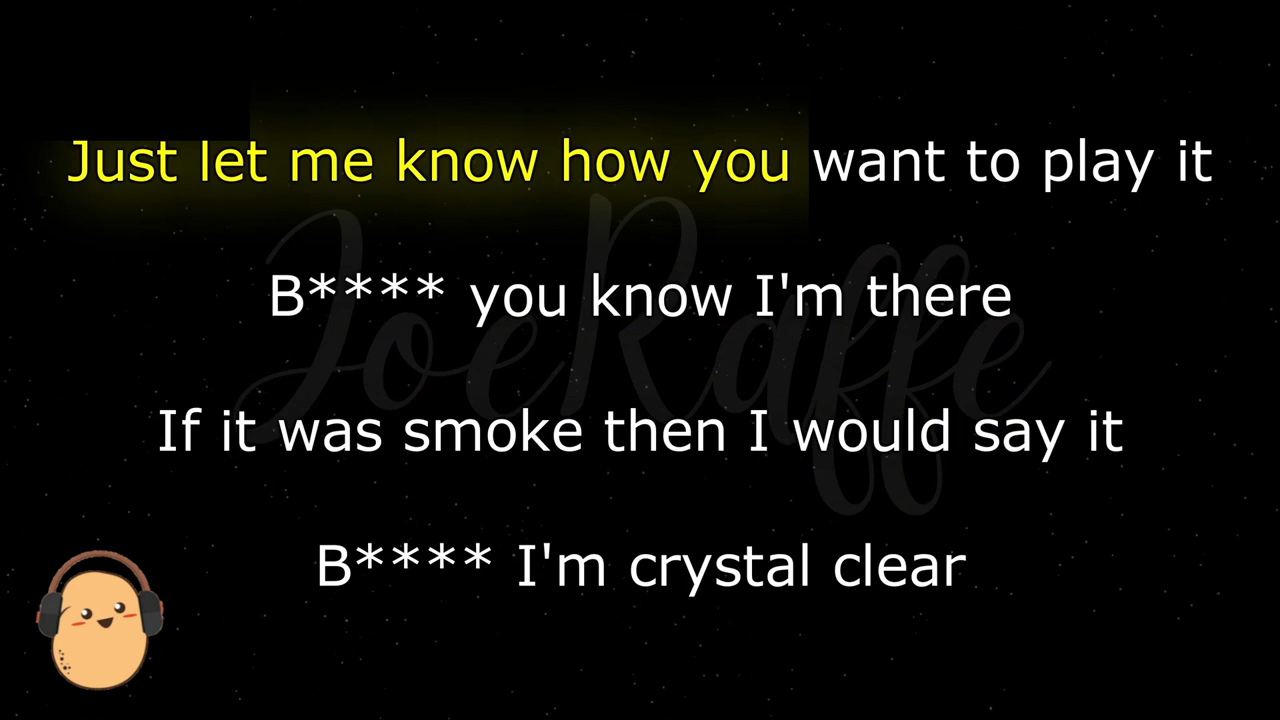 Just let me know how you want to play it
B**** you know I'm there
JoeRaffe
If it was smoke then I would say it
B**** I'm crystal clear